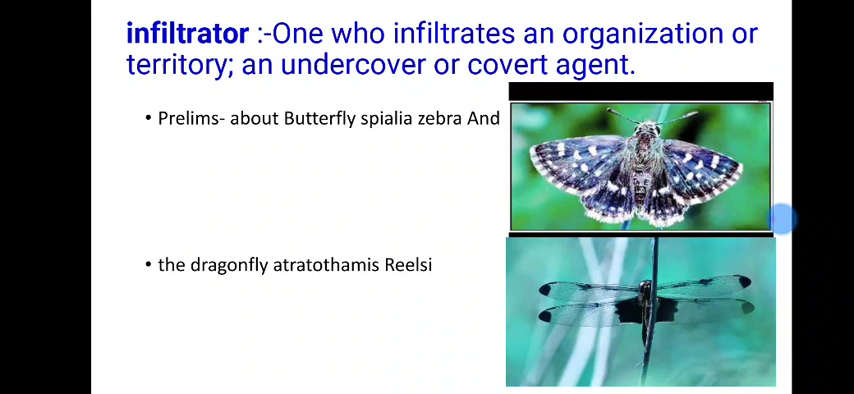 infiltrator :-One who infiltrates an organization or
territory; an undercover or covert agent.
• Prelims- about Butterfly spialia zebra And
• the dragonfly atratothamis Reelsi